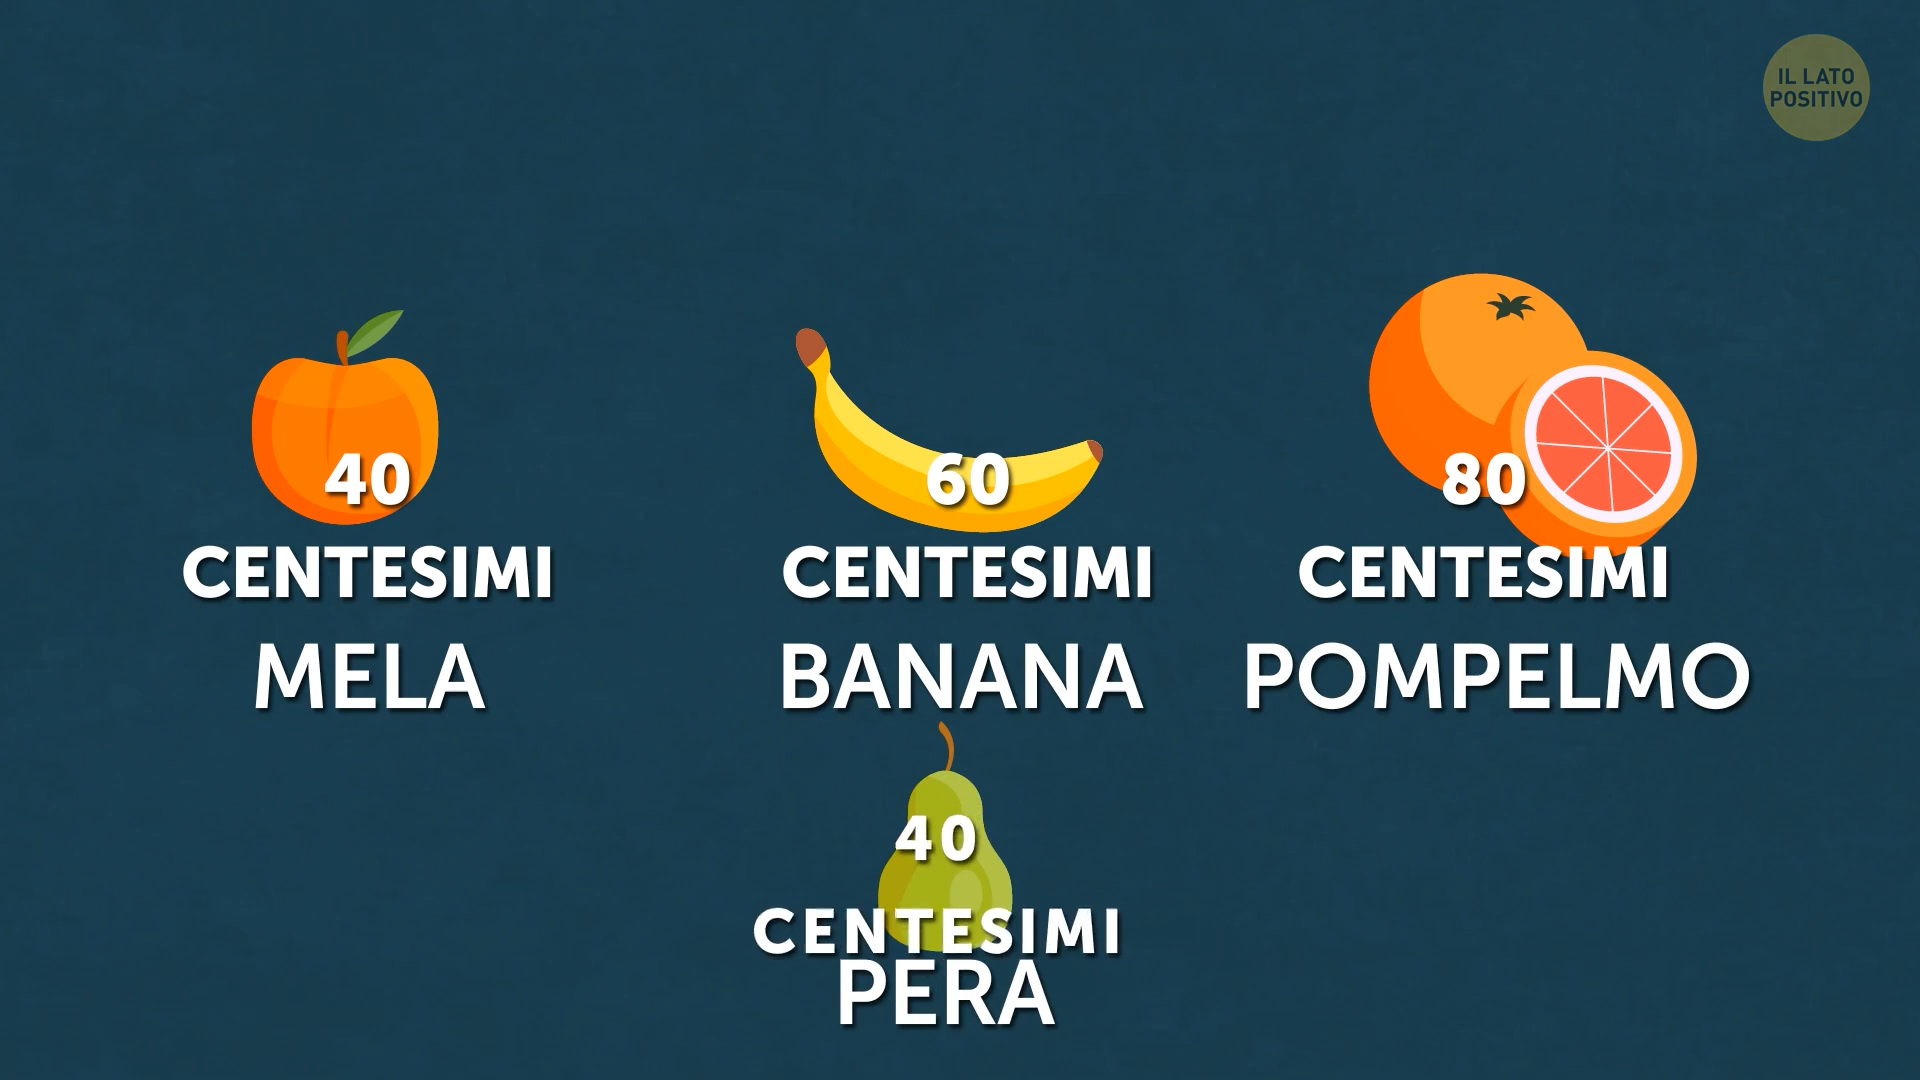 IL LATO
POSITIVO
40
CENTESIMI
MELA
60
CENTESIMI
BANANA
80
CENTESIMI
POMPELMO
40
CENTESIMI
PERA